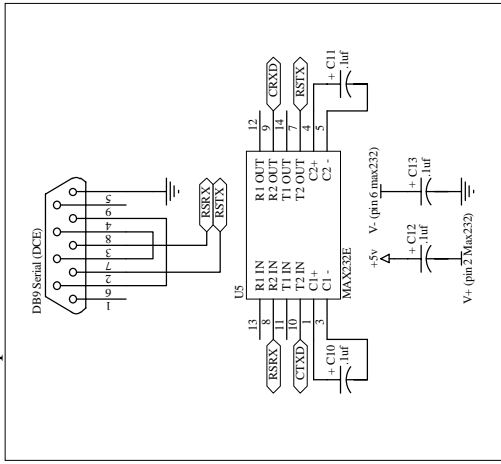 DB9 Serial (DCE)
1 6 2 7 3 8 4 9 5
RSRX
RSTX
U5
13 R1 IN R1 OUT 12
RSRX 8 R2 IN R2 OUT 9 CRXD
11 T1 IN T1 OUT 14
CTXD 10 T2 IN T2 OUT 7 RSTX
1 C1+ C2+ 4
3 C1 - C2 - 5
MAX232E
+ C10
.1uf
+ C11
.1uf
+5v
V- (pin 6 max232)
+ C12
.1uf
+ C13
.1uf
V+ (pin 2 Max232)